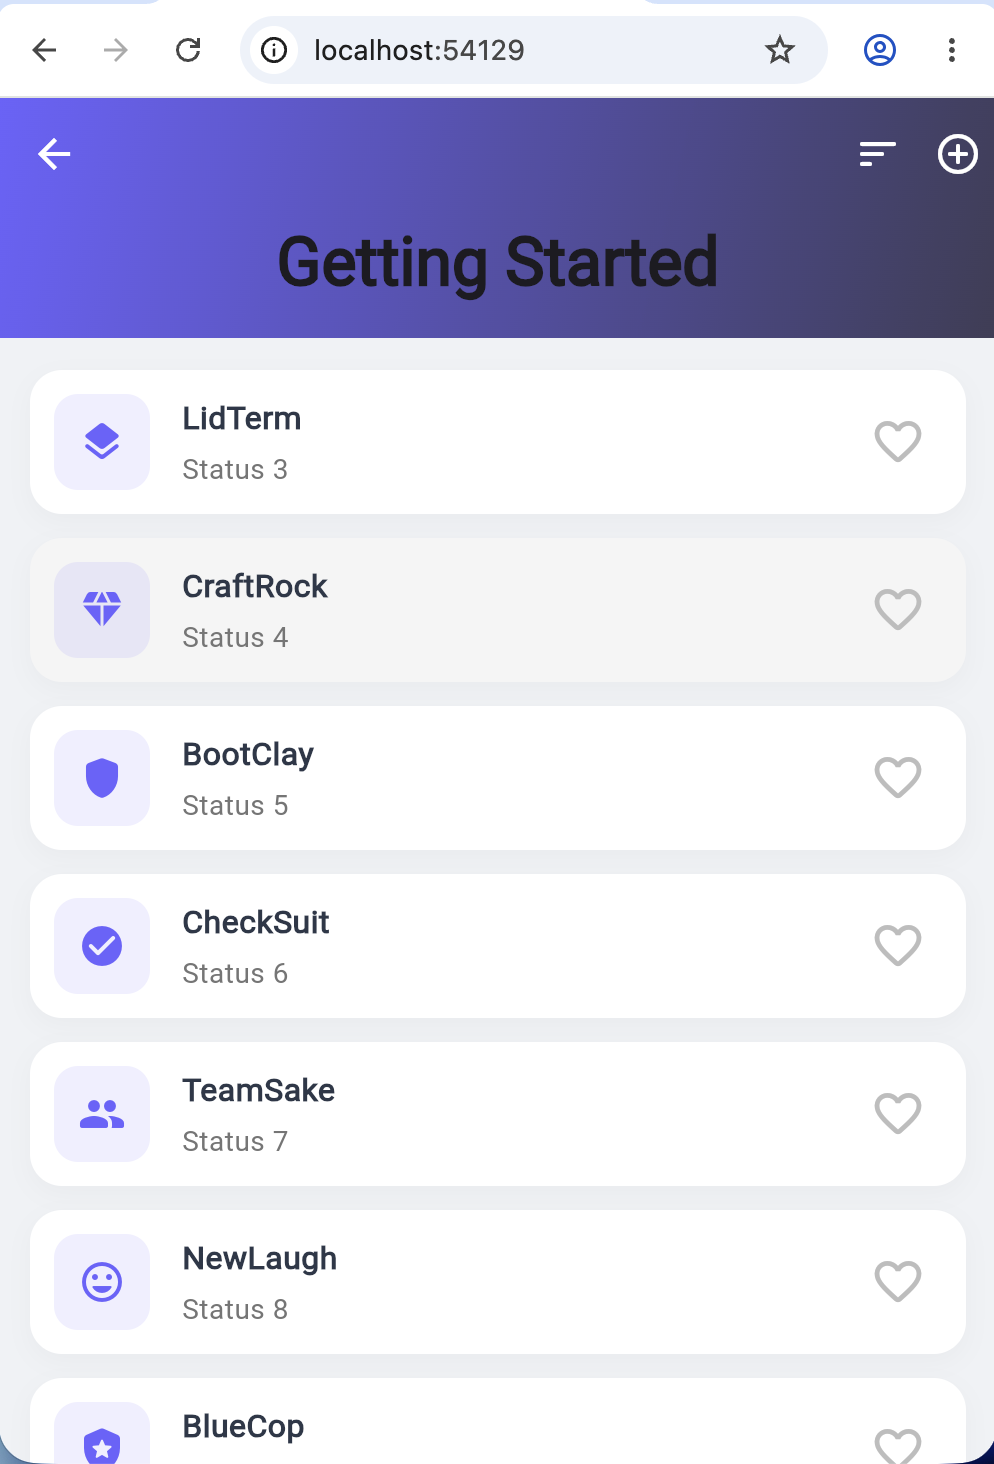 localhost:54129
Getting Started
LidTerm
Status 3
CraftRock
Status 4
BootClay
Status 5
CheckSuit
Status 6
TeamSake
Status 7
NewLaugh
Status 8
BlueCop